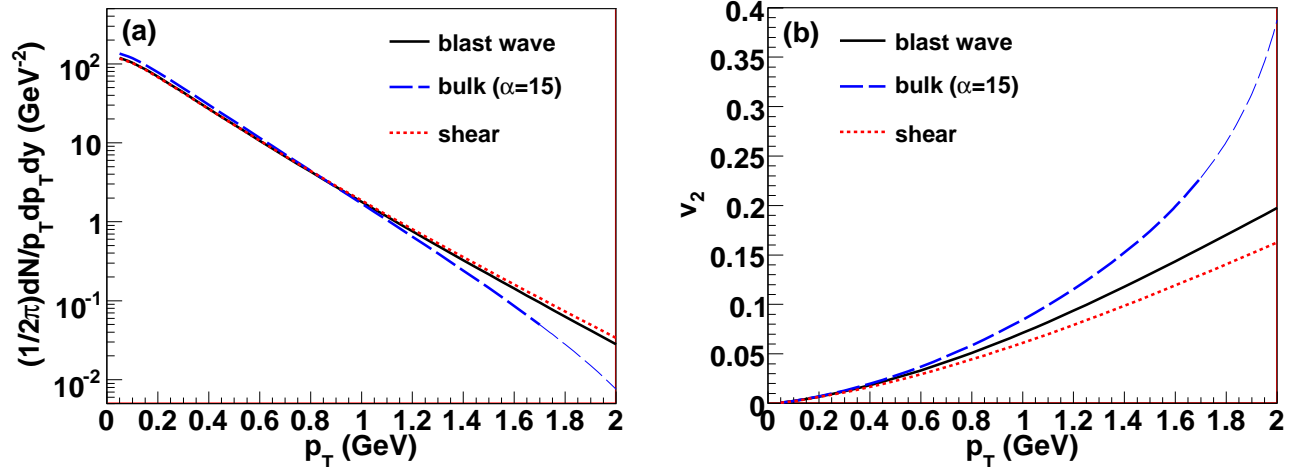 (a)
blast wave
bulk (α=15)
shear
10²
10
1
10⁻¹
10⁻²
(1/2π)dN/p_T dp_T dy (GeV⁻²)
0 0.2 0.4 0.6 0.8 1 1.2 1.4 1.6 1.8 2
p_T (GeV)
(b)
blast wave
bulk (α=15)
shear
0.4
0.35
0.3
0.25
0.2
0.15
0.1
0.05
0
v₂
0 0.2 0.4 0.6 0.8 1 1.2 1.4 1.6 1.8 2
p_T (GeV)